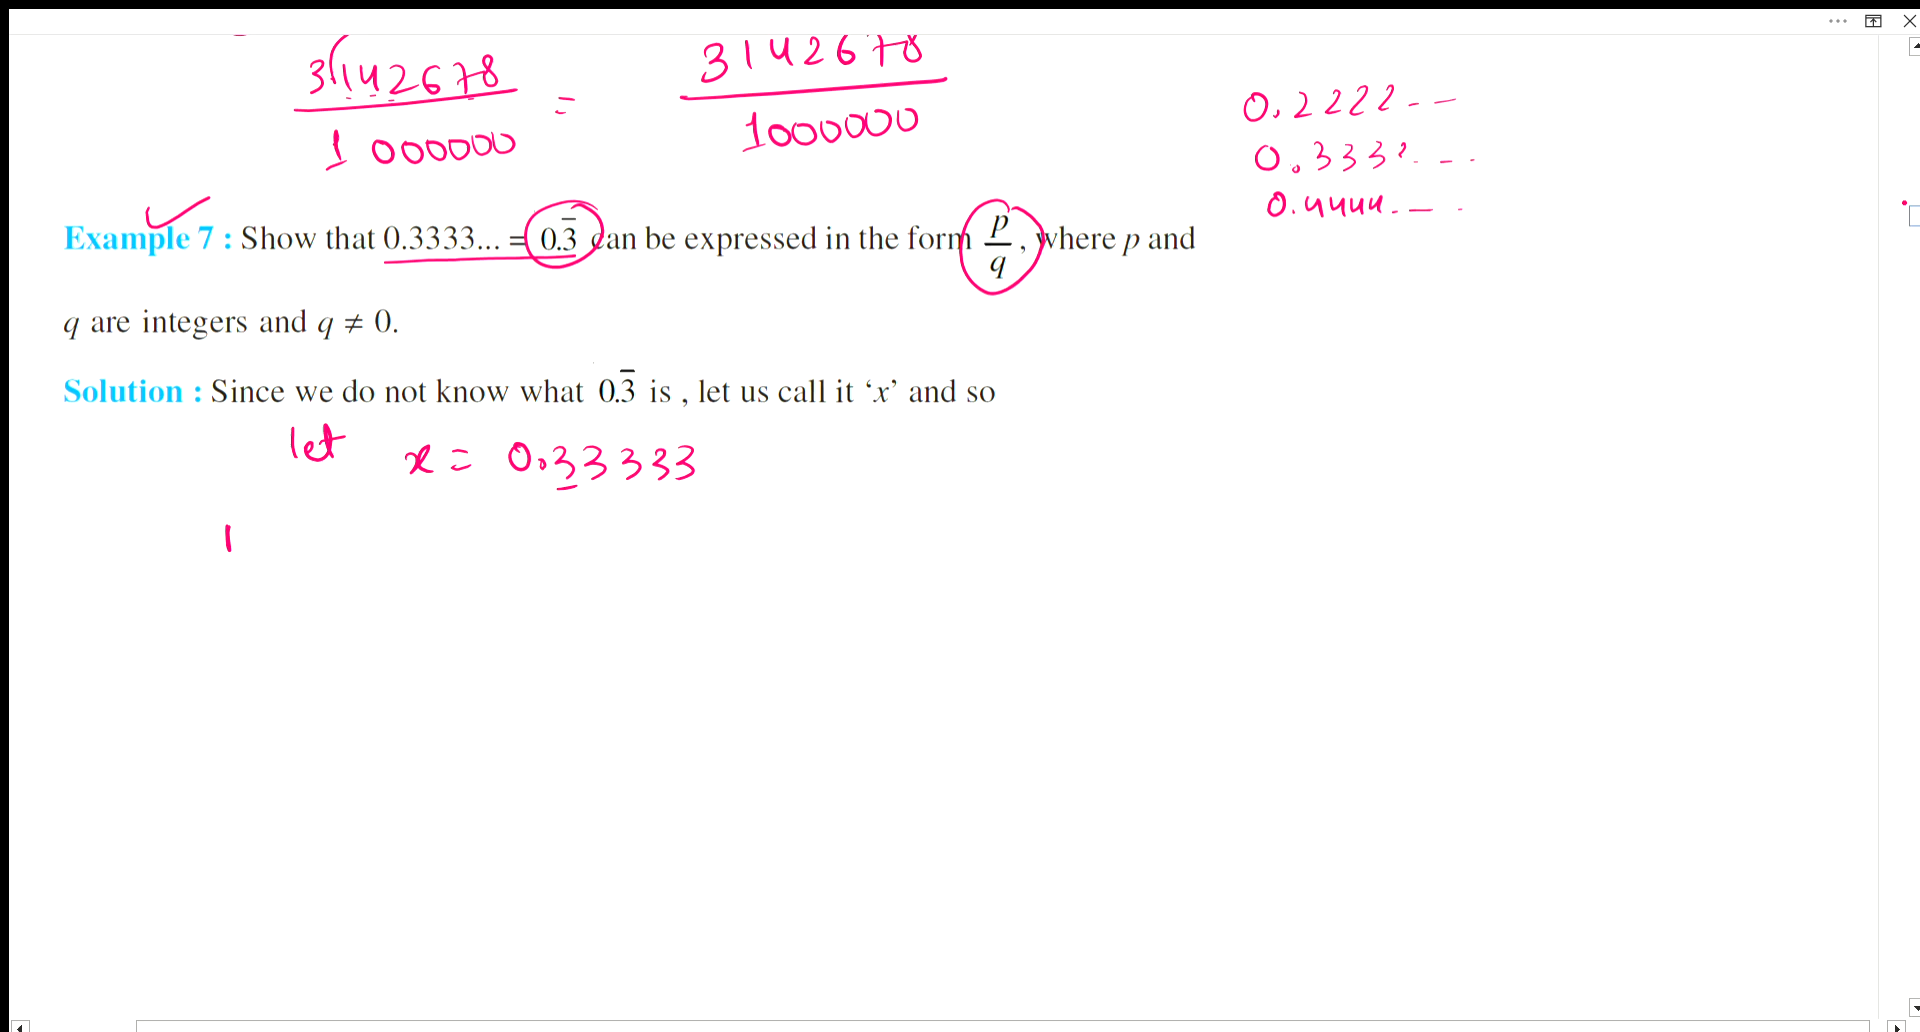 3142678 / 1000000 = 3142678 / 1000000
0.2222...
0.333...
0.4444...
Example 7 : Show that 0.3333... = 0.3̅ can be expressed in the form p/q, where p and
q are integers and q ≠ 0.
Solution : Since we do not know what 0.3̅ is , let us call it ‘x’ and so
let x = 0.33333
1